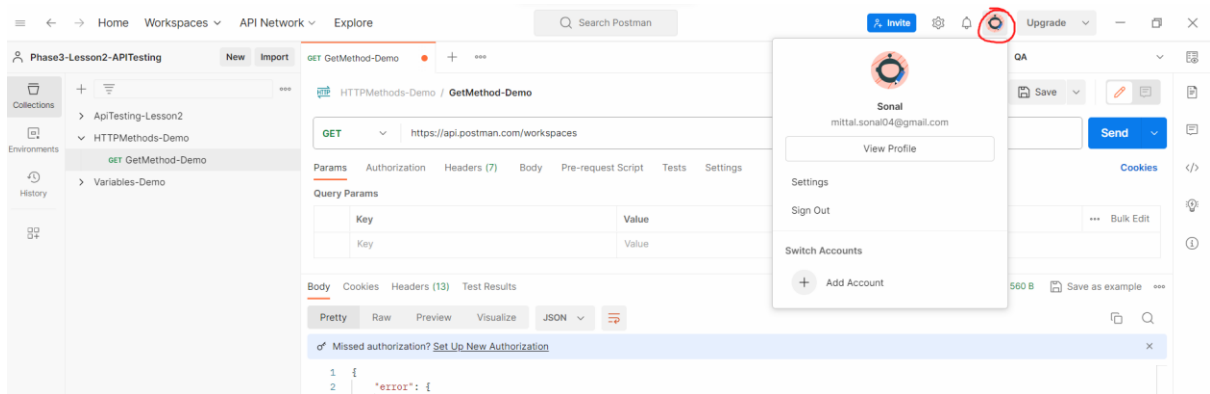 Home Workspaces API Network Explore Search Postman Invite Upgrade
Phase3-Lesson2-APITesting New Import GET GetMethod-Demo QA
Collections
Environments
History
ApiTesting-Lesson2
HTTPMethods-Demo
GET GetMethod-Demo
Variables-Demo
HTTP HTTPMethods-Demo / GetMethod-Demo Save
GET https://api.postman.com/workspaces Send
Params Authorization Headers (7) Body Pre-request Script Tests Settings Cookies
Query Params
Key Value Bulk Edit
Key Value
Body Cookies Headers (13) Test Results 560 B Save as example
Pretty Raw Preview Visualize JSON
Missed authorization? Set Up New Authorization
1 {
2 "error": {
Sonal
mittal.sonal04@gmail.com
View Profile
Settings
Sign Out
Switch Accounts
Add Account